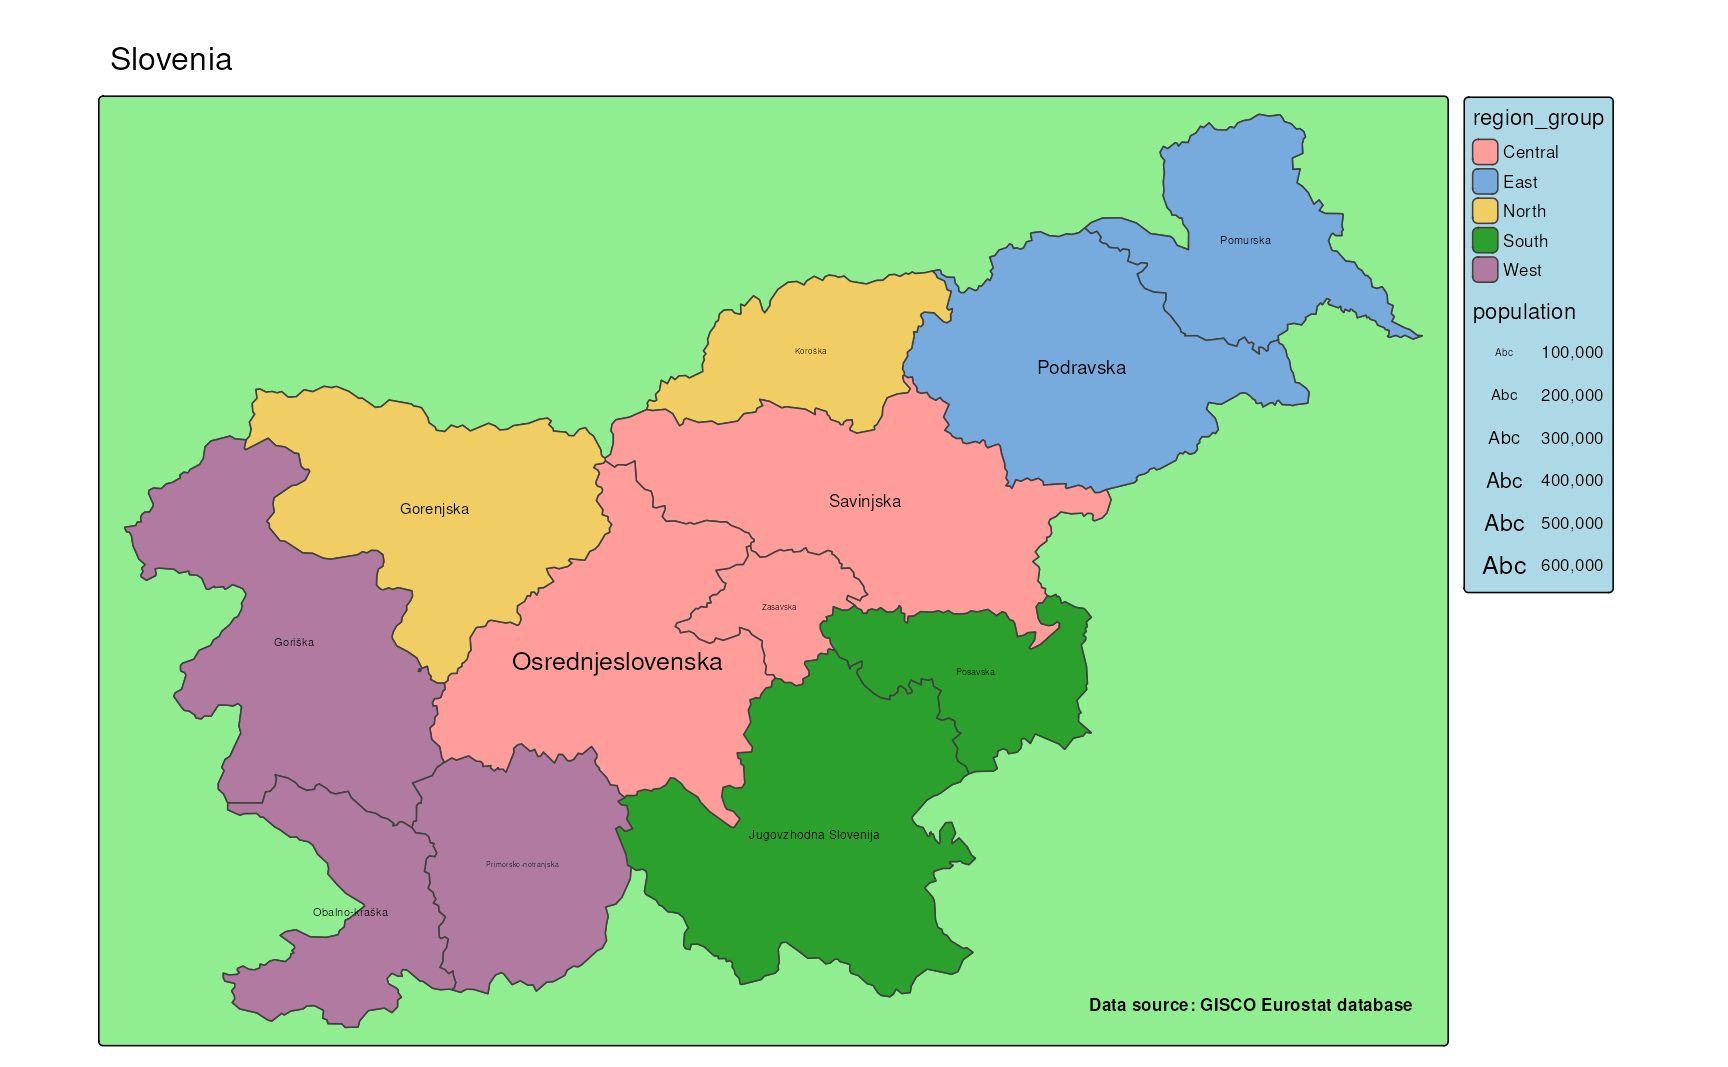 Slovenia
Pomurska
Koroška
Podravska
Savinjska
Gorenjska
Zasavska
Goriška
Osrednjeslovenska
Posavska
Jugovzhodna Slovenija
Primorsko-notranjska
Obalno-kraška
Data source: GISCO Eurostat database
region_group
Central
East
North
South
West
population
Abc 100,000
Abc 200,000
Abc 300,000
Abc 400,000
Abc 500,000
Abc 600,000